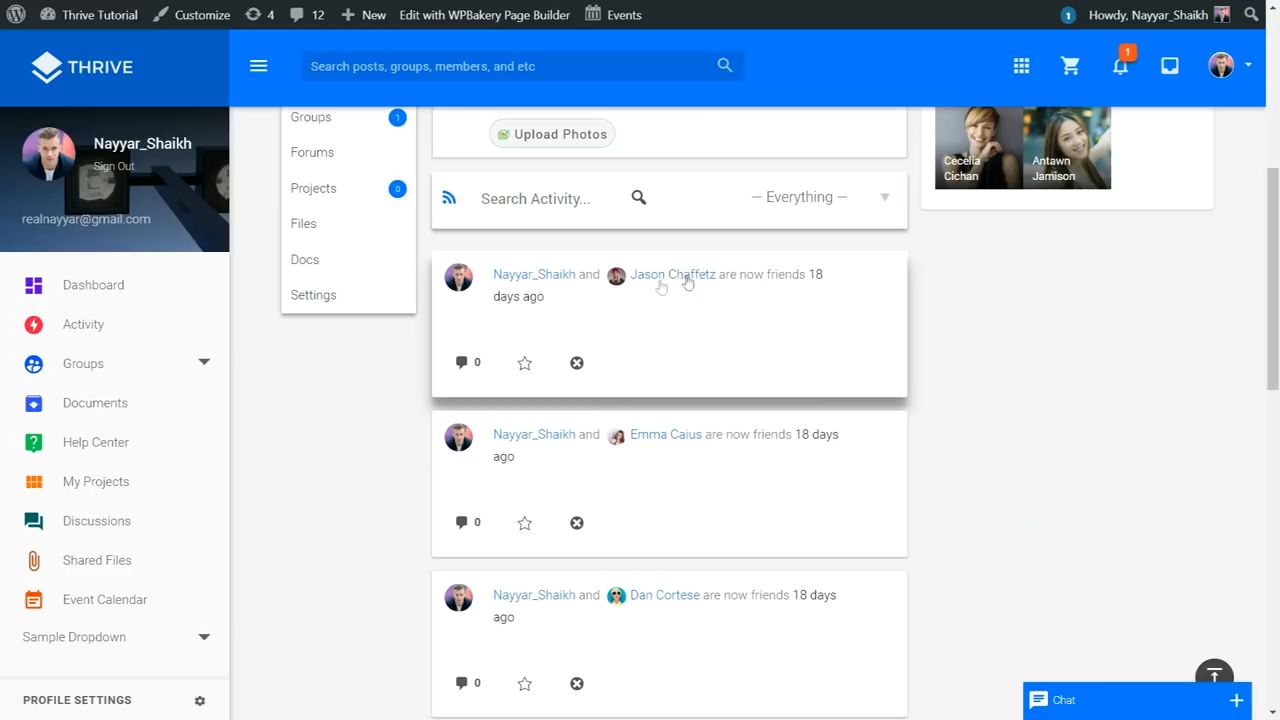 Thrive Tutorial Customize 4 12 New Edit with WPBakery Page Builder Events 1 Howdy, Nayyar_Shaikh
THRIVE Search posts, groups, members, and etc 1
Nayyar_Shaikh
Sign Out
realnayyar@gmail.com
Dashboard
Activity
Groups
Documents
Help Center
My Projects
Discussions
Shared Files
Event Calendar
Sample Dropdown
PROFILE SETTINGS
Groups 1
Forums
Projects 0
Files
Docs
Settings
Upload Photos
Search Activity... — Everything —
Nayyar_Shaikh and Jason Chaffetz are now friends 18
days ago
0
Nayyar_Shaikh and Emma Caius are now friends 18 days
ago
0
Nayyar_Shaikh and Dan Cortese are now friends 18 days
ago
0
Cecelia
Cichan
Antawn
Jamison
Chat